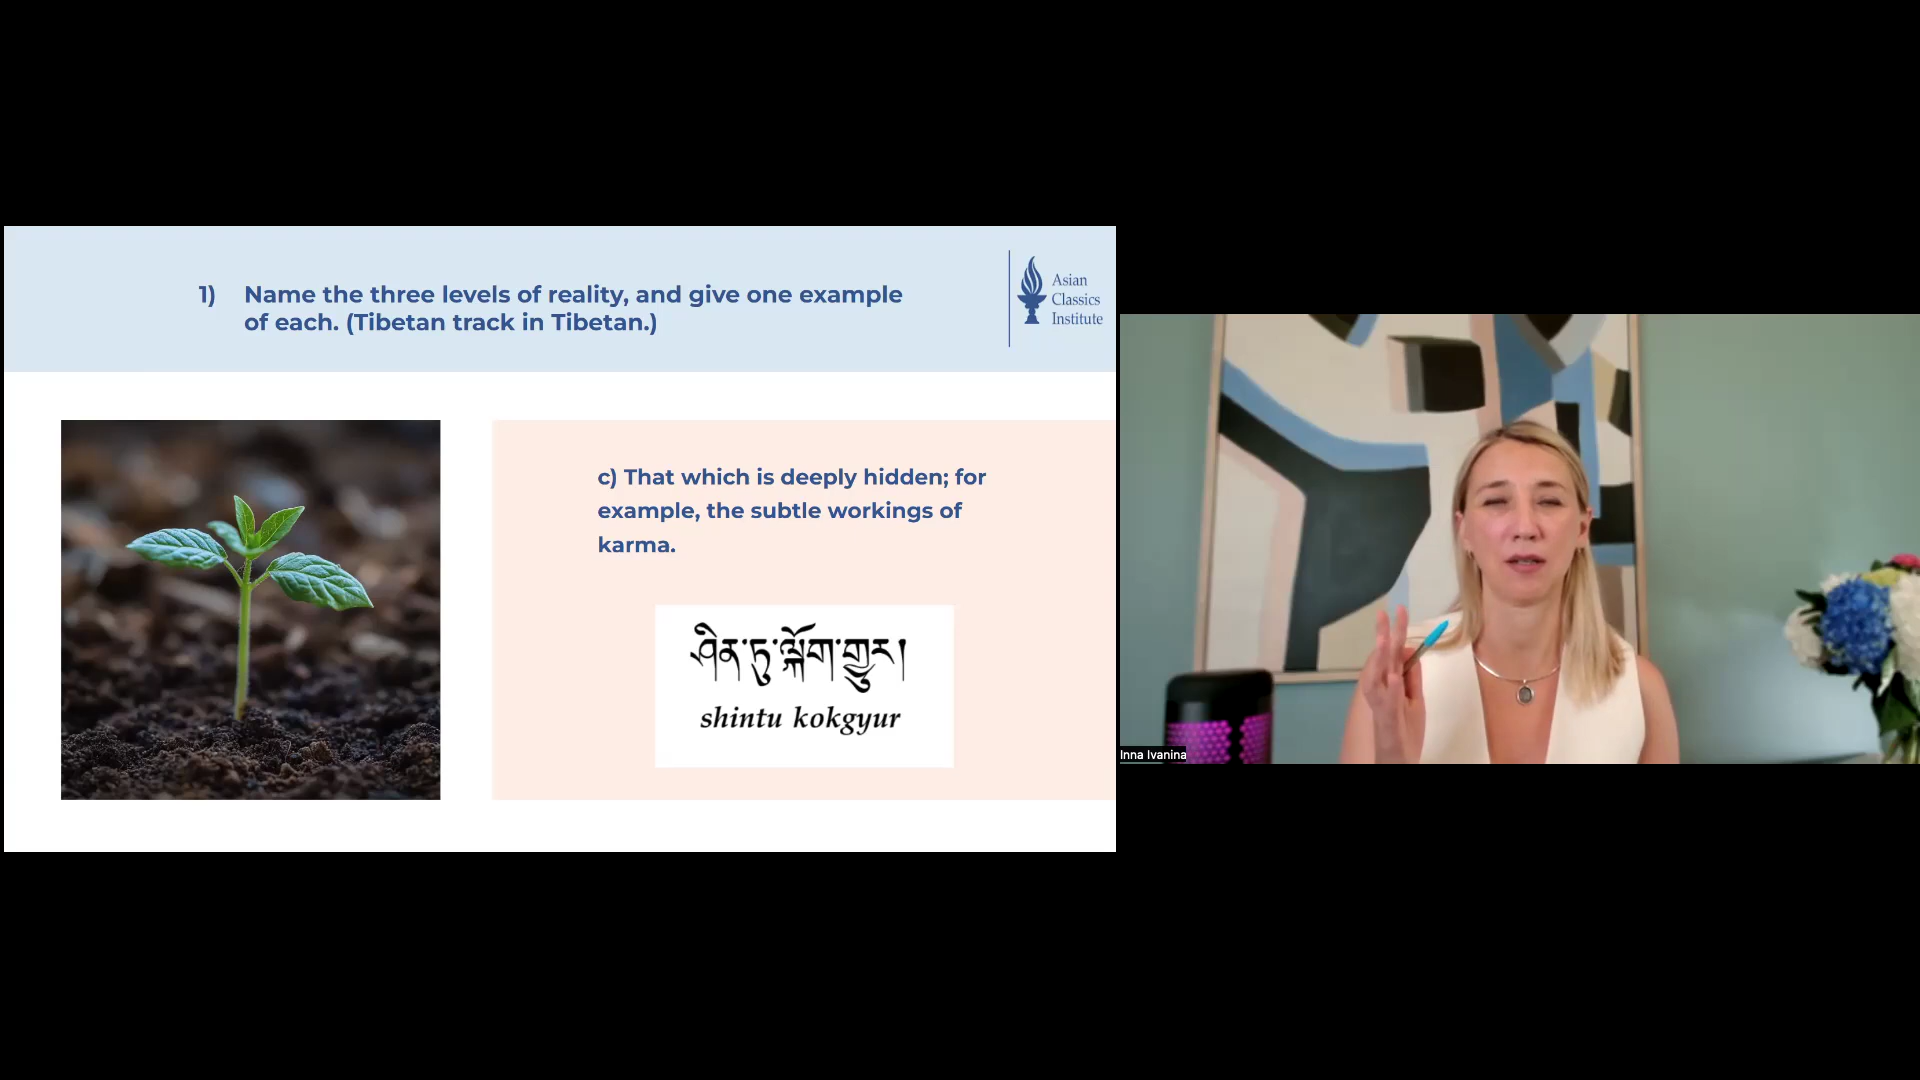 1) Name the three levels of reality, and give one example
of each. (Tibetan track in Tibetan.)
Asian
Classics
Institute
c) That which is deeply hidden; for
example, the subtle workings of
karma.
ཤིན་ཏུ་ལྐོག་གྱུར།
shintu kokgyur
Inna Ivanina